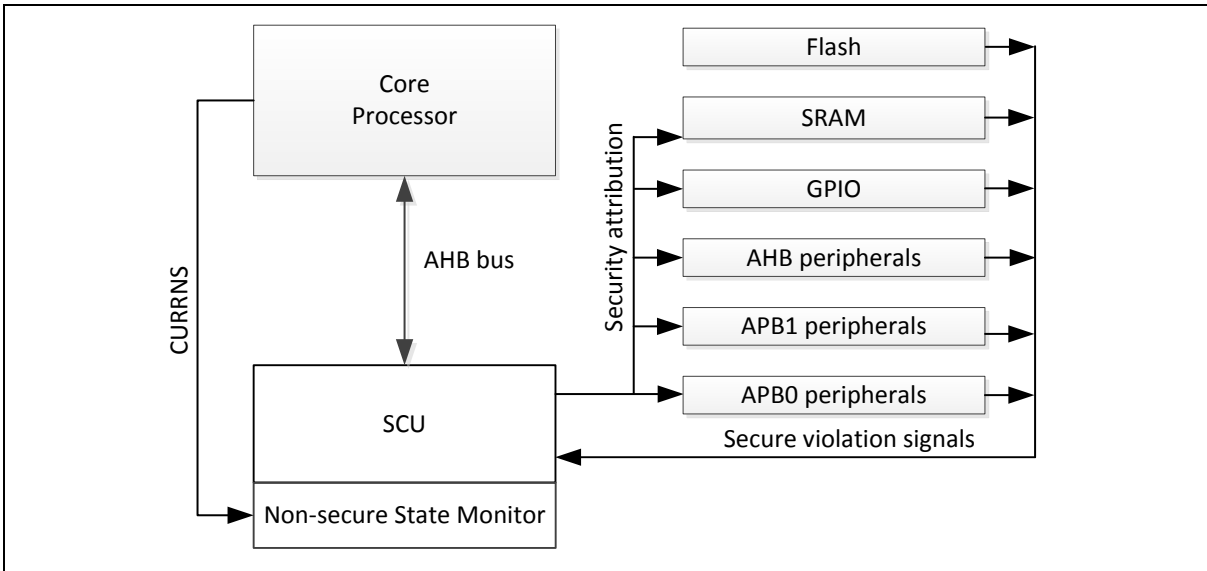 Core
Processor
AHB bus
CURRNS
SCU
Non-secure State Monitor
Security attribution
Flash
SRAM
GPIO
AHB peripherals
APB1 peripherals
APB0 peripherals
Secure violation signals